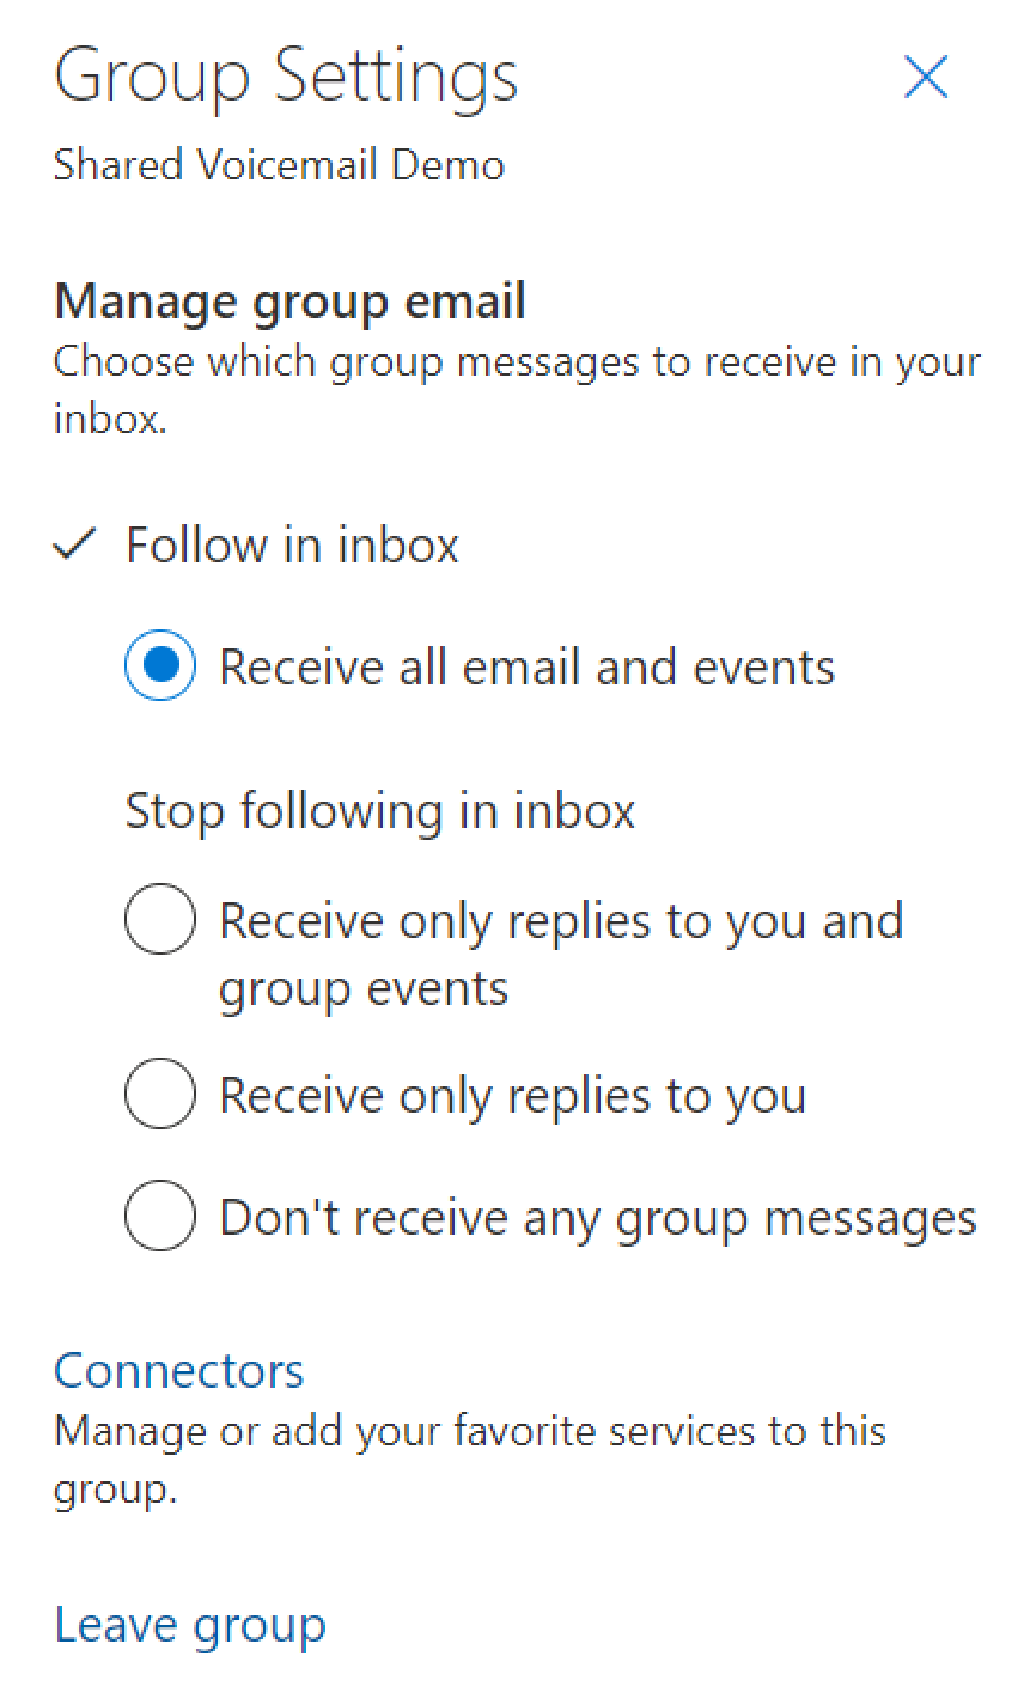 Group Settings
Shared Voicemail Demo
Manage group email
Choose which group messages to receive in your
inbox.
Follow in inbox
Receive all email and events
Stop following in inbox
Receive only replies to you and
group events
Receive only replies to you
Don't receive any group messages
Connectors
Manage or add your favorite services to this
group.
Leave group